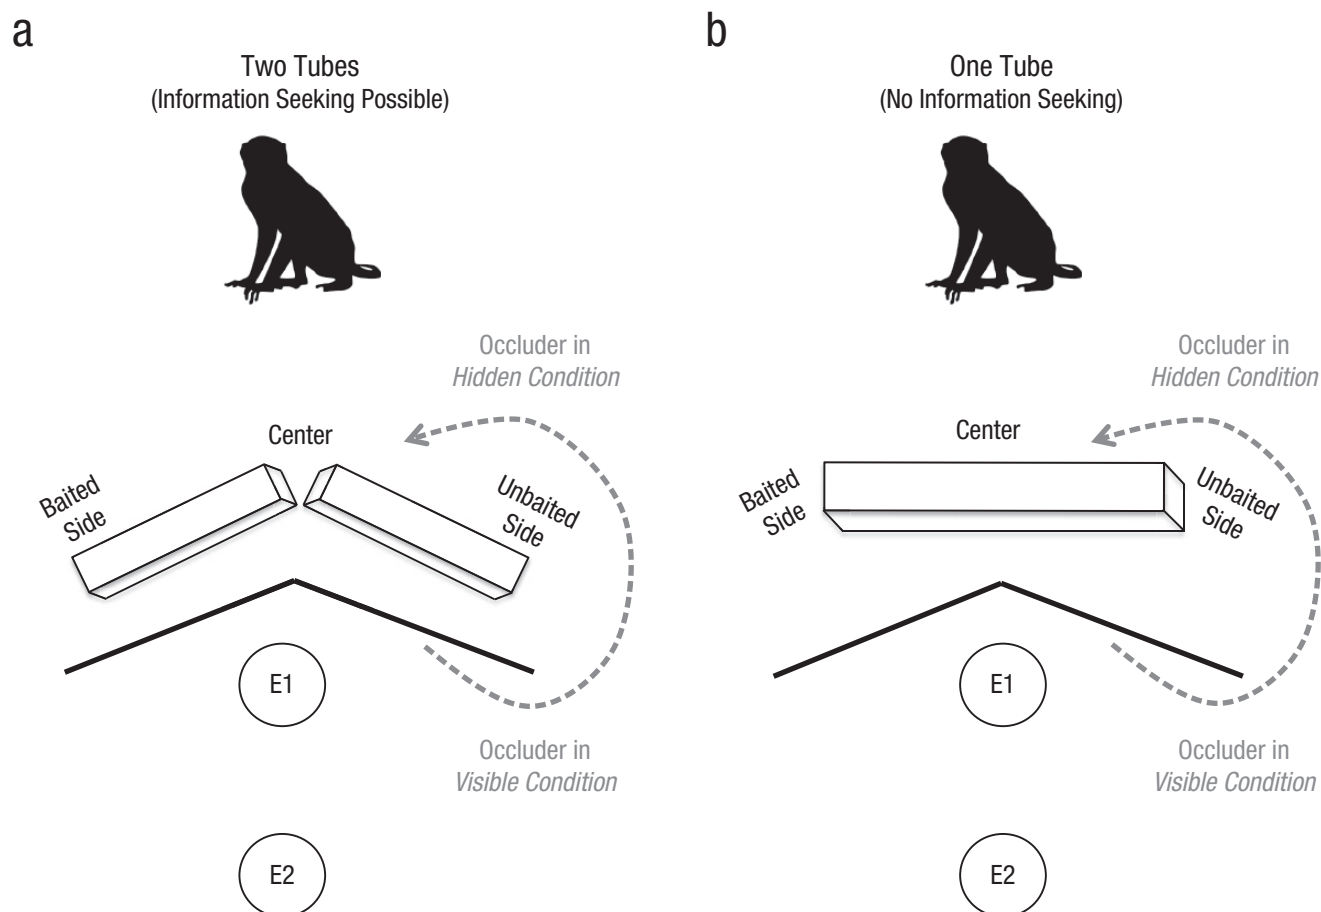 a
Two Tubes
(Information Seeking Possible)
Occluder in
Hidden Condition
Center
Baited
Side
Unbaited
Side
E1
Occluder in
Visible Condition
E2
b
One Tube
(No Information Seeking)
Occluder in
Hidden Condition
Center
Baited
Side
Unbaited
Side
E1
Occluder in
Visible Condition
E2